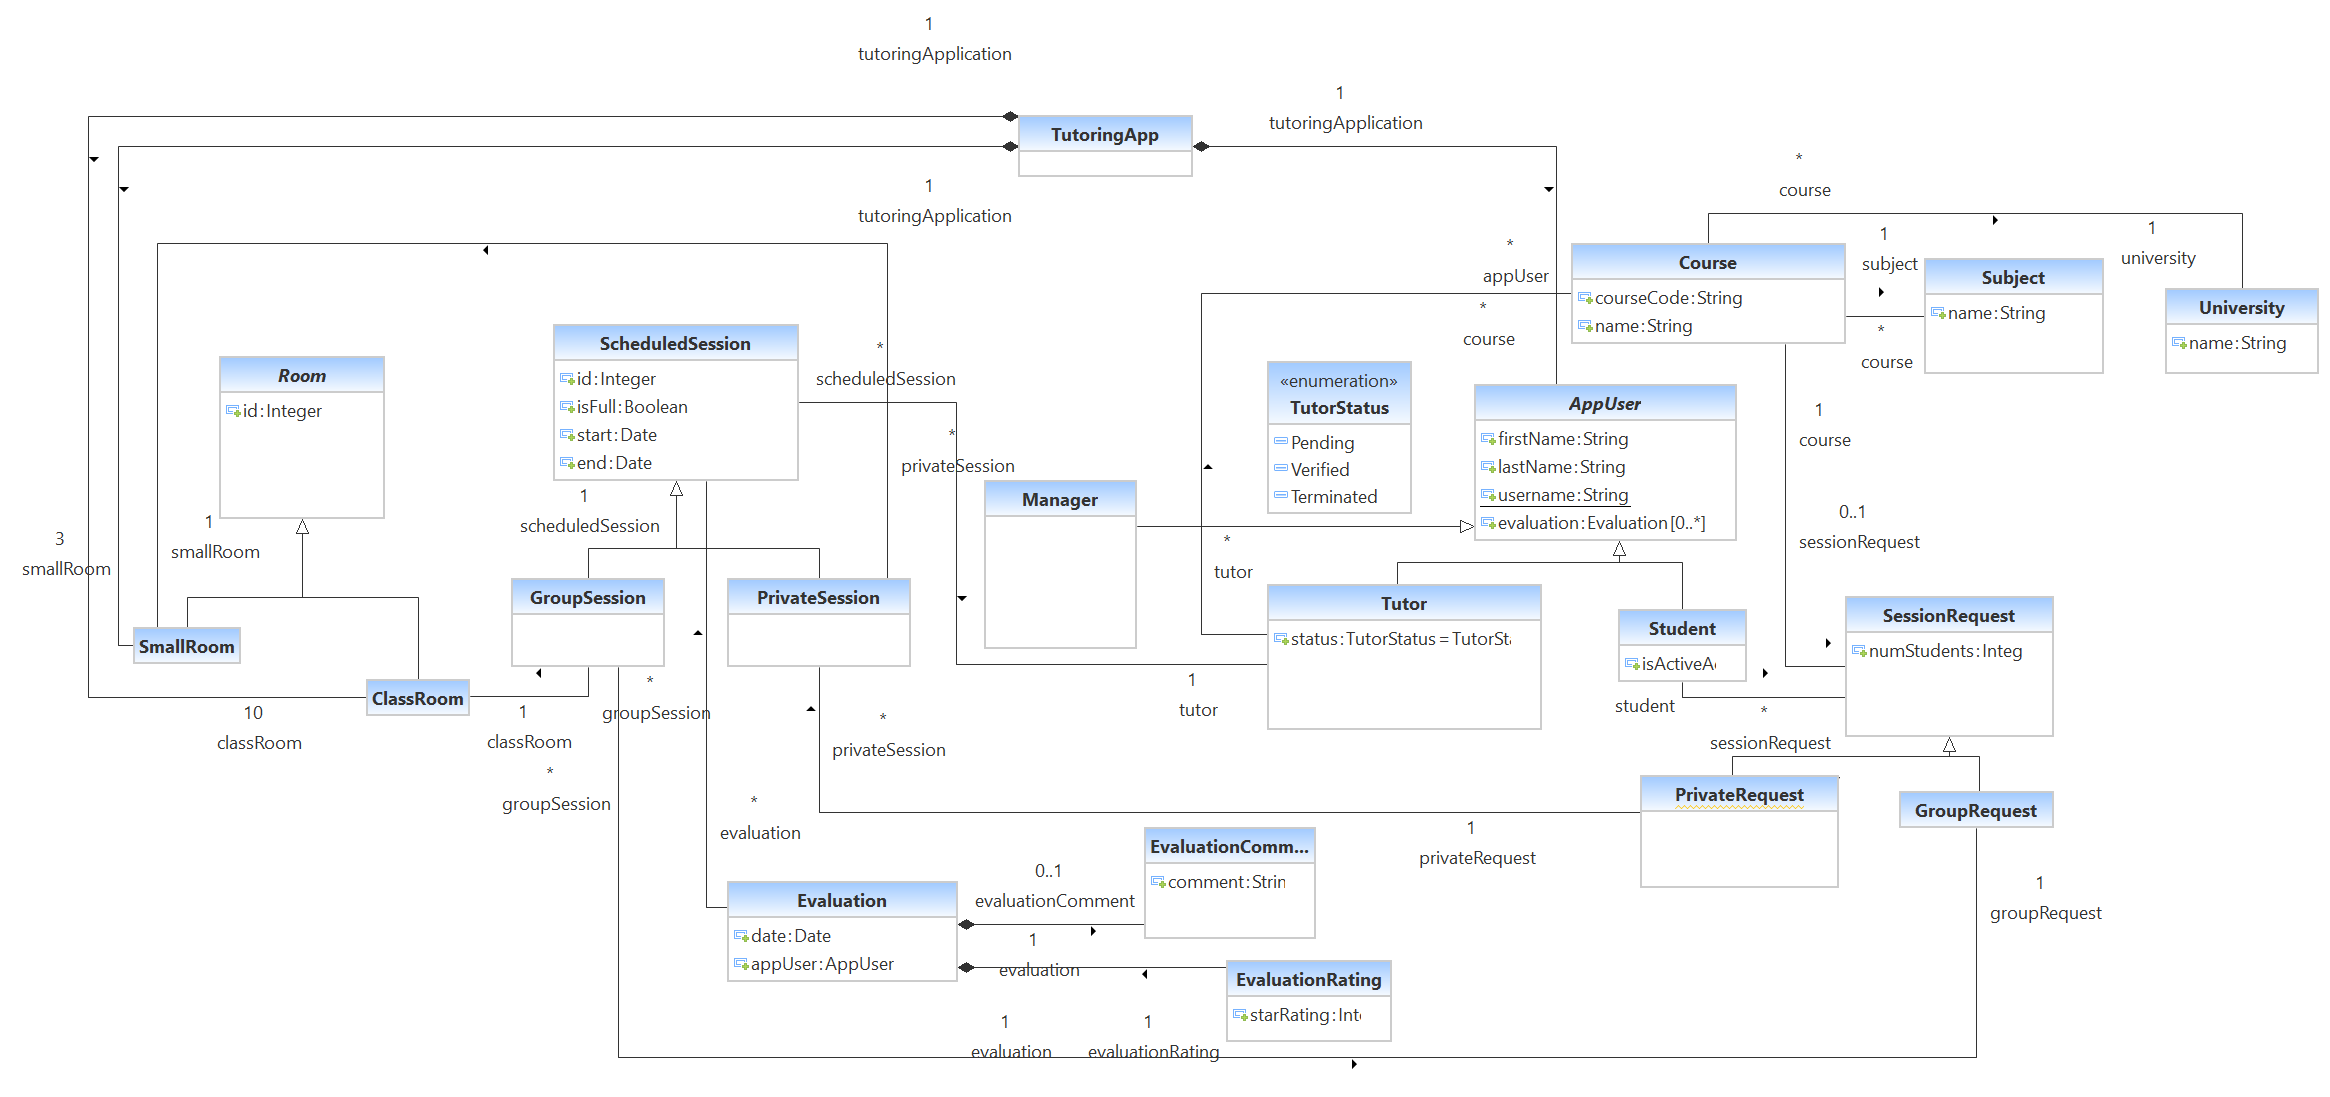 1
tutoringApplication
TutoringApp
1
tutoringApplication
1
tutoringApplication
*
course
1
university
1
subject
*
appUser
Course
courseCode:String
name:String
Subject
name:String
University
name:String
*
course
*
course
ScheduledSession
id:Integer
isFull:Boolean
start:Date
end:Date
*
scheduledSession
Room
id:Integer
«enumeration»
TutorStatus
Pending
Verified
Terminated
AppUser
firstName:String
lastName:String
username:String
evaluation:Evaluation[0..*]
1
course
*
privateSession
Manager
1
scheduledSession
1
smallRoom
3
smallRoom
0..1
sessionRequest
*
tutor
GroupSession
PrivateSession
Tutor
status:TutorStatus=TutorSt
Student
isActiveA
SessionRequest
numStudents:Integ
SmallRoom
ClassRoom
10
classRoom
1
classRoom
*
groupSession
*
privateSession
1
tutor
student
*
sessionRequest
*
groupSession
*
evaluation
PrivateRequest
GroupRequest
1
privateRequest
EvaluationComm...
comment:Strin
0..1
evaluationComment
1
groupRequest
Evaluation
date:Date
appUser:AppUser
1
evaluation
EvaluationRating
starRating:Int
1
evaluation
1
evaluationRating